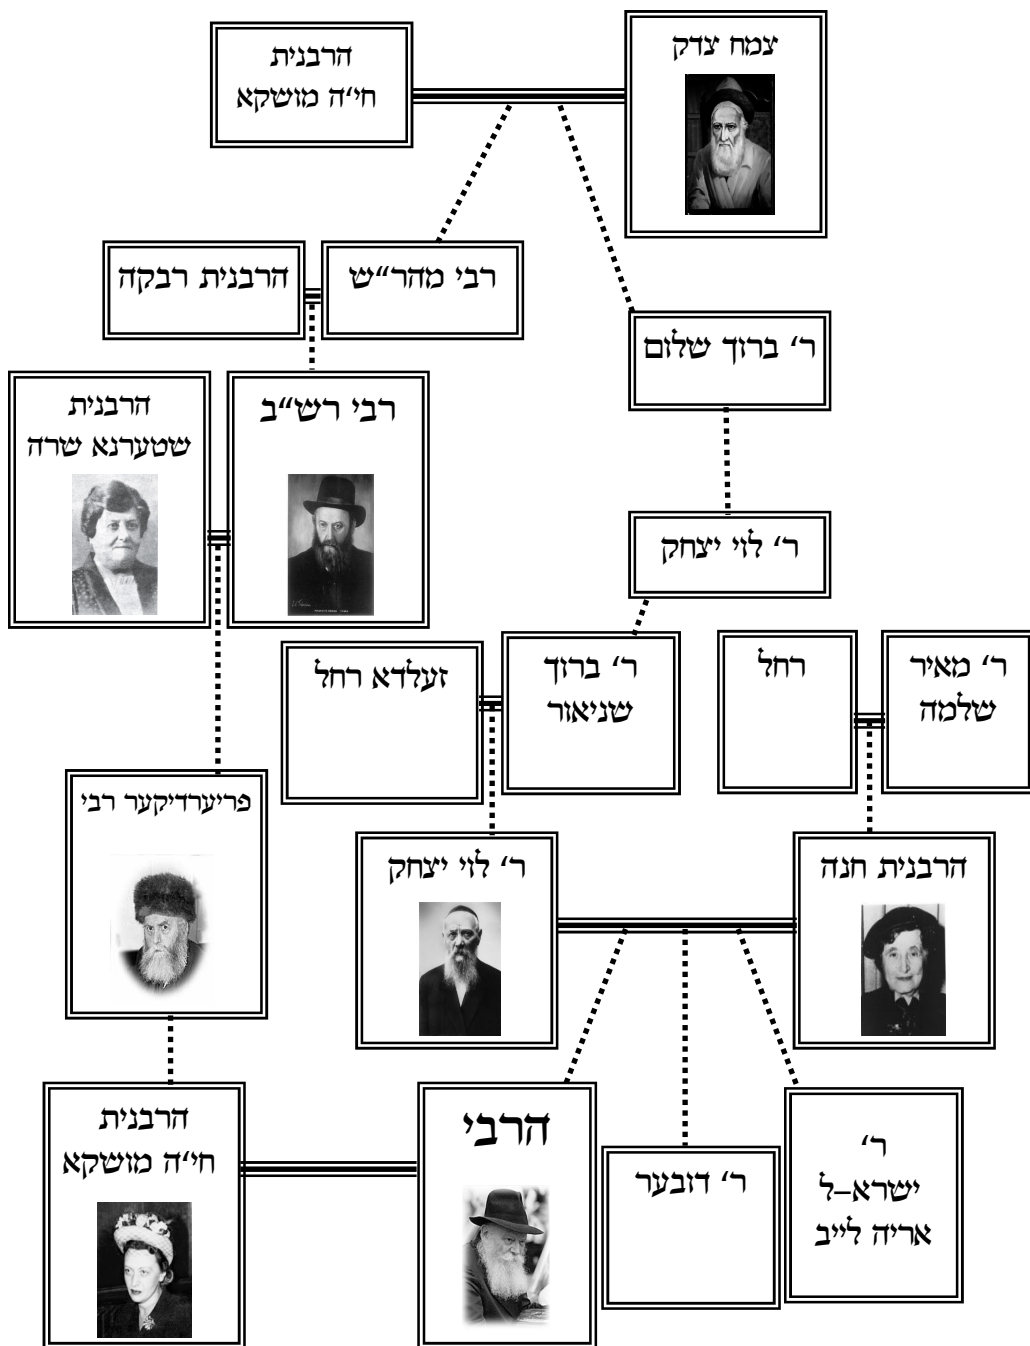 צמח צדק
הרבנית
חי׳ה מושקא
רבי מהר״ש
הרבנית רבקה
ר׳ ברוך שלום
רבי רש״ב
הרבנית
שטערנא שרה
ר׳ לוי יצחק
ר׳ מאיר
שלמה
רחל
ר׳ ברוך
שניאור
זעלדא רחל
פריערדיקער רבי
הרבנית חנה
ר׳ לוי יצחק
ר׳
ישרא-ל
אריה לייב
ר׳ דובער
הרבי
הרבנית
חי׳ה מושקא